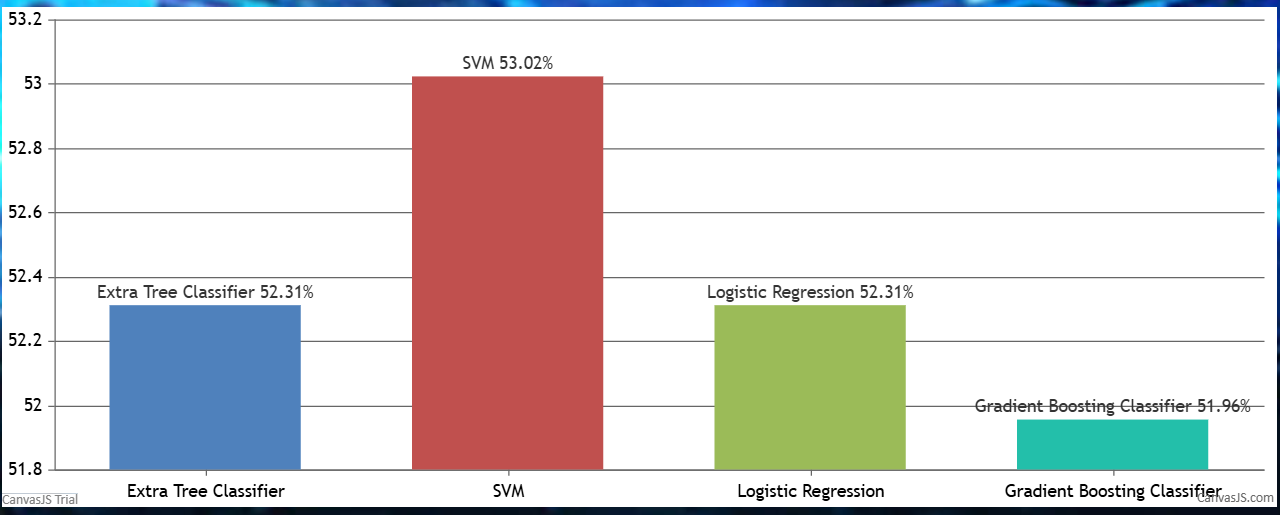 53.2
SVM 53.02%
53
52.8
52.6
52.4
Extra Tree Classifier 52.31%
Logistic Regression 52.31%
52.2
52
Gradient Boosting Classifier 51.96%
51.8
Extra Tree Classifier
SVM
Logistic Regression
Gradient Boosting Classifier
CanvasJS Trial
CanvasJS.com